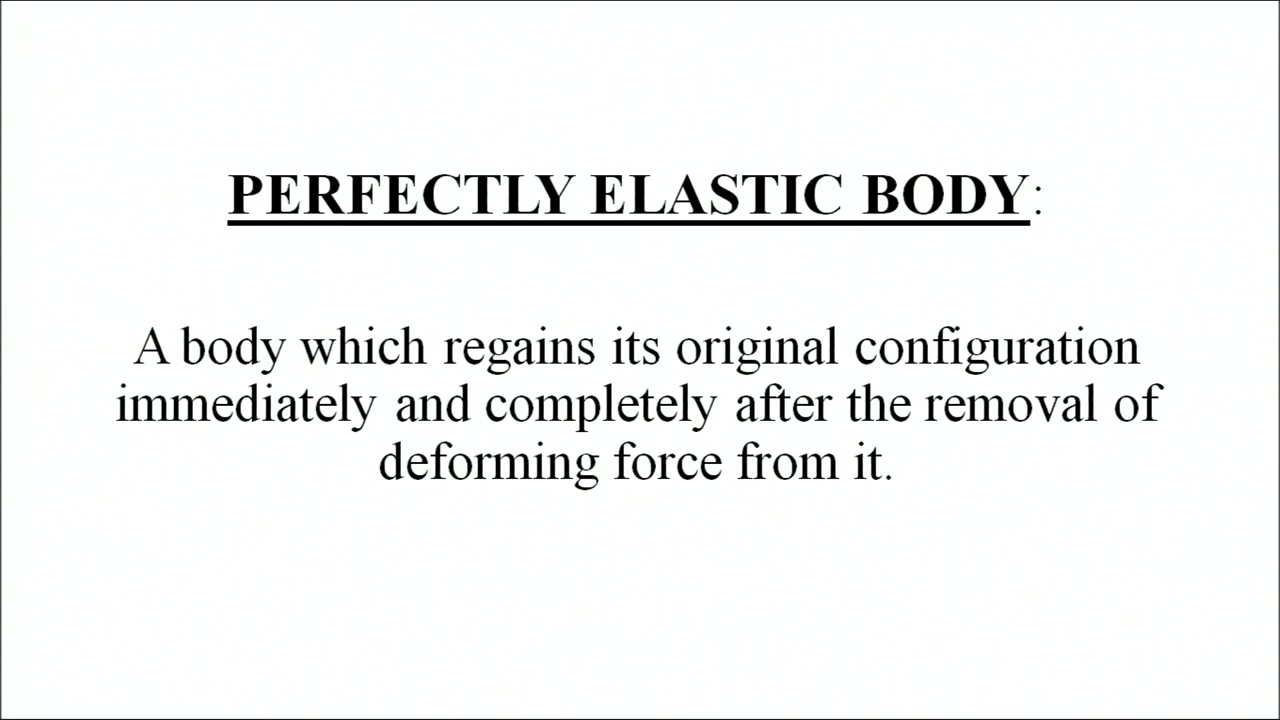 PERFECTLY ELASTIC BODY:
A body which regains its original configuration
immediately and completely after the removal of
deforming force from it.